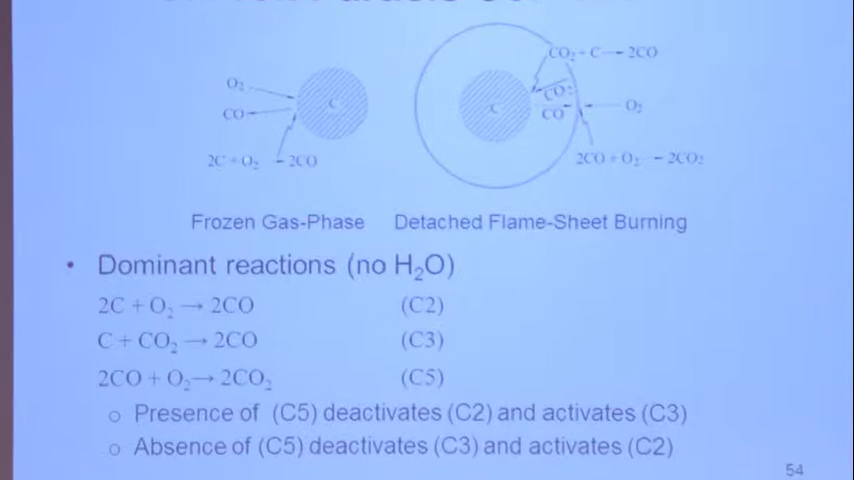 CO₂ + C → 2CO
O₂
C
CO₂
CO
C
CO
O₂
2C + O₂ → 2CO
2CO + O₂ → 2CO₂
Frozen Gas-Phase
Detached Flame-Sheet Burning
• Dominant reactions (no H₂O)
2C + O₂ → 2CO (C2)
C + CO₂ → 2CO (C3)
2CO + O₂ → 2CO₂ (C5)
o Presence of (C5) deactivates (C2) and activates (C3)
o Absence of (C5) deactivates (C3) and activates (C2)
54